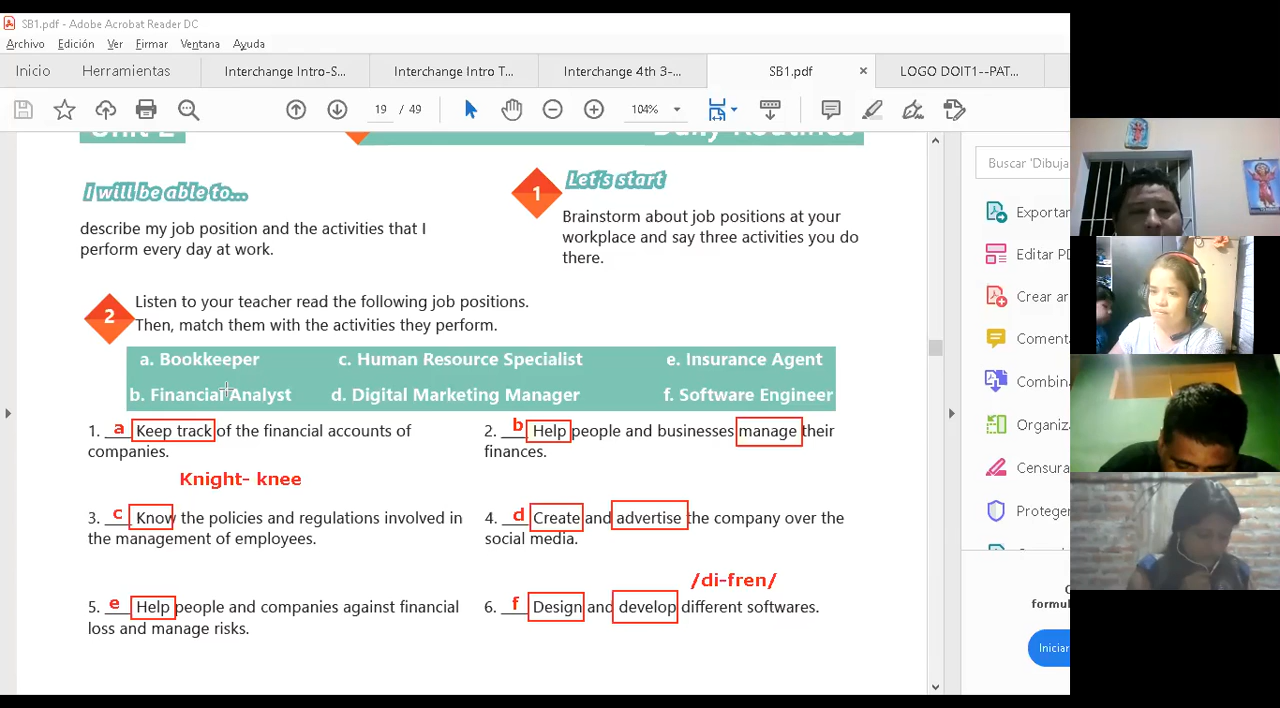 SB1.pdf - Adobe Acrobat Reader DC
Archivo Edición Ver Firmar Ventana Ayuda
Inicio Herramientas Interchange Intro-S... Interchange Intro T... Interchange 4th 3-... SB1.pdf × LOGO DOIT1--PAT...
19 / 49 104%
Unit 2 Daily Routines
I will be able to...
describe my job position and the activities that I
perform every day at work.
1 Let's start
Brainstorm about job positions at your
workplace and say three activities you do
there.
2 Listen to your teacher read the following job positions.
Then, match them with the activities they perform.
a. Bookkeeper c. Human Resource Specialist e. Insurance Agent
b. Financial Analyst d. Digital Marketing Manager f. Software Engineer
1. a Keep track of the financial accounts of
companies.
2. b Help people and businesses manage their
finances.
Knight- knee
3. c Know the policies and regulations involved in
the management of employees.
4. d Create and advertise the company over the
social media.
5. e Help people and companies against financial
loss and manage risks.
/di-fren/
6. f Design and develop different softwares.
Buscar 'Dibuja
Exportar
Editar PD
Crear ar
Comenta
Combin
Organiz
Censura
Proteger
formul
Iniciar